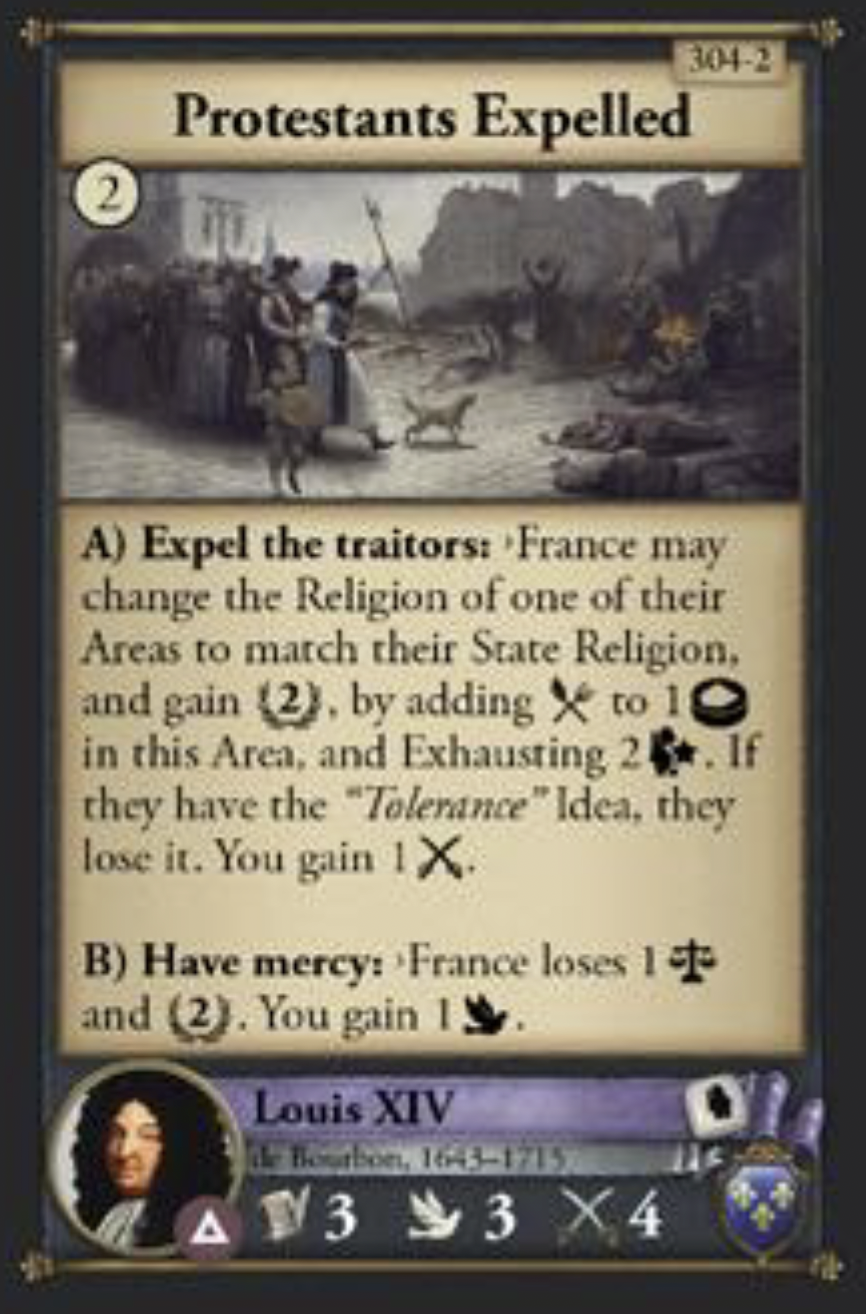 304-2
Protestants Expelled
2
A) Expel the traitors: France may
change the Religion of one of their
Areas to match their State Religion,
and gain (2), by adding to 1
in this Area, and Exhausting 2 . If
they have the "Tolerance" Idea, they
lose it. You gain 1 .
B) Have mercy: France loses 1
and (2). You gain 1 .
Louis XIV
de Bourbon, 1643–1715
3 3 4